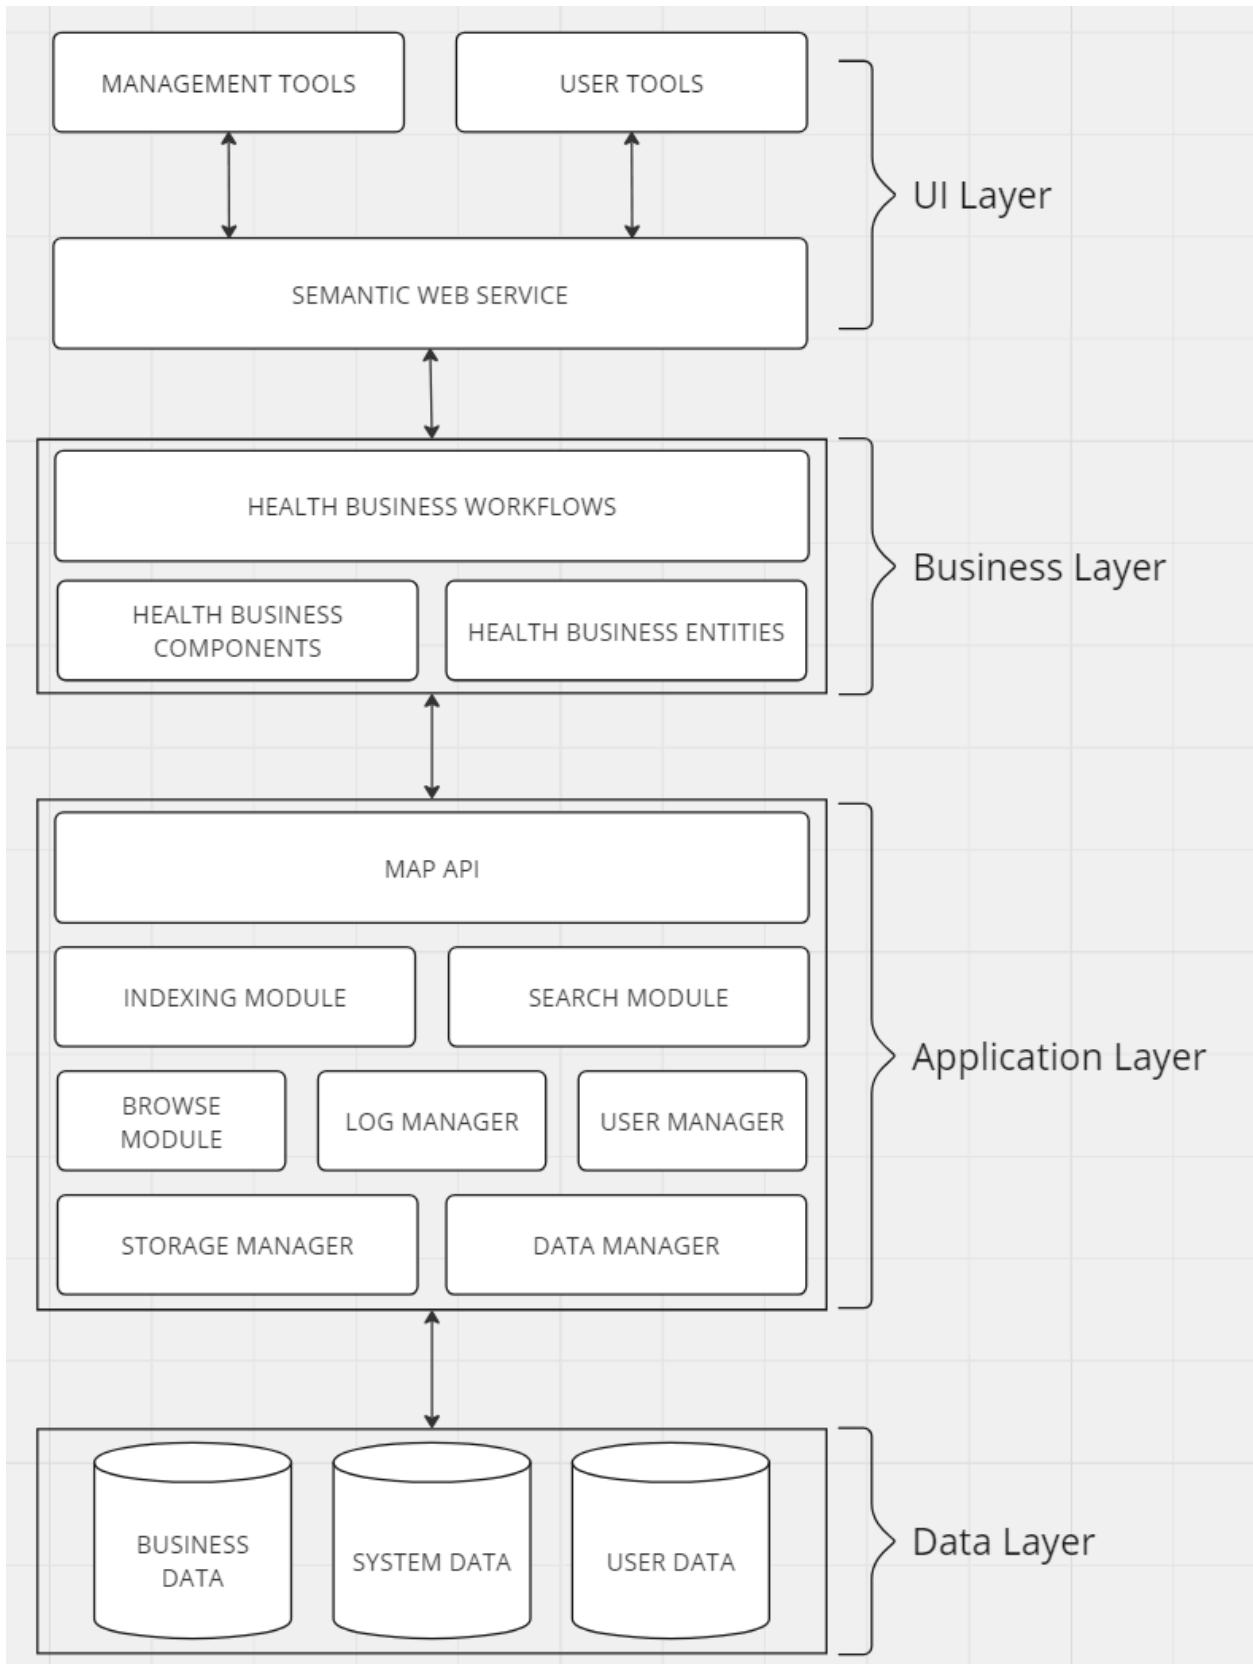 MANAGEMENT TOOLS
USER TOOLS
UI Layer
SEMANTIC WEB SERVICE
HEALTH BUSINESS WORKFLOWS
Business Layer
HEALTH BUSINESS
COMPONENTS
HEALTH BUSINESS ENTITIES
MAP API
INDEXING MODULE
SEARCH MODULE
Application Layer
BROWSE
MODULE
LOG MANAGER
USER MANAGER
STORAGE MANAGER
DATA MANAGER
BUSINESS
DATA
SYSTEM DATA
USER DATA
Data Layer